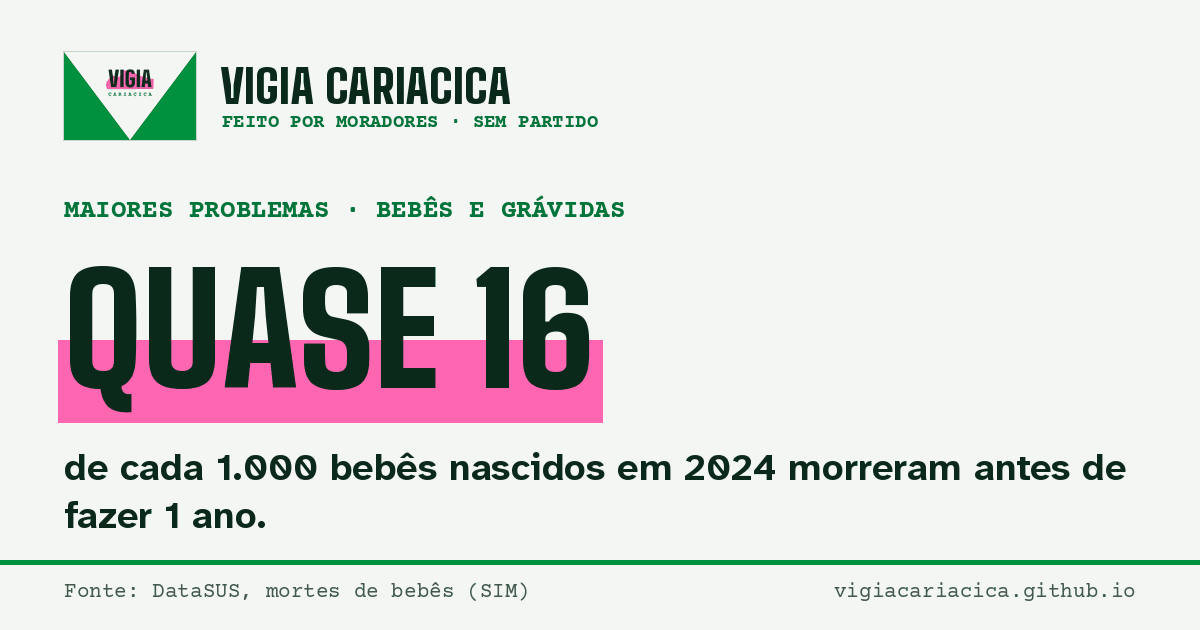 VIGIA
CARIACICA
VIGIA CARIACICA
FEITO POR MORADORES · SEM PARTIDO
MAIORES PROBLEMAS · BEBÊS E GRÁVIDAS
QUASE 16
de cada 1.000 bebês nascidos em 2024 morreram antes de
fazer 1 ano.
Fonte: DataSUS, mortes de bebês (SIM)
vigiacariacica.github.io